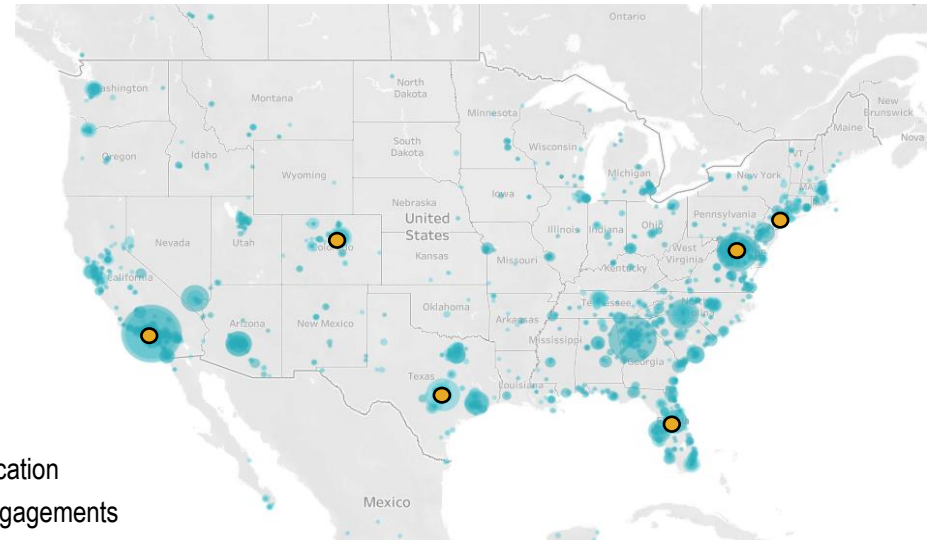 Ontario
North
Dakota
Montana
Minnesota
New
Brunswick
Maine
Nova
South
Dakota
Wisconsin
Oregon
Idaho
Michigan
VT
New York
MA
Wyoming
Iowa
Nebraska
United
States
Pennsylvania
Nevada
Utah
Illinois
Indiana
Ohio
West
Virginia
Kansas
Missouri
Kentucky
California
Tennessee
Oklahoma
Arizona
New Mexico
Arkansas
Mississippi
Georgia
Texas
Louisiana
cation
gagements
Mexico